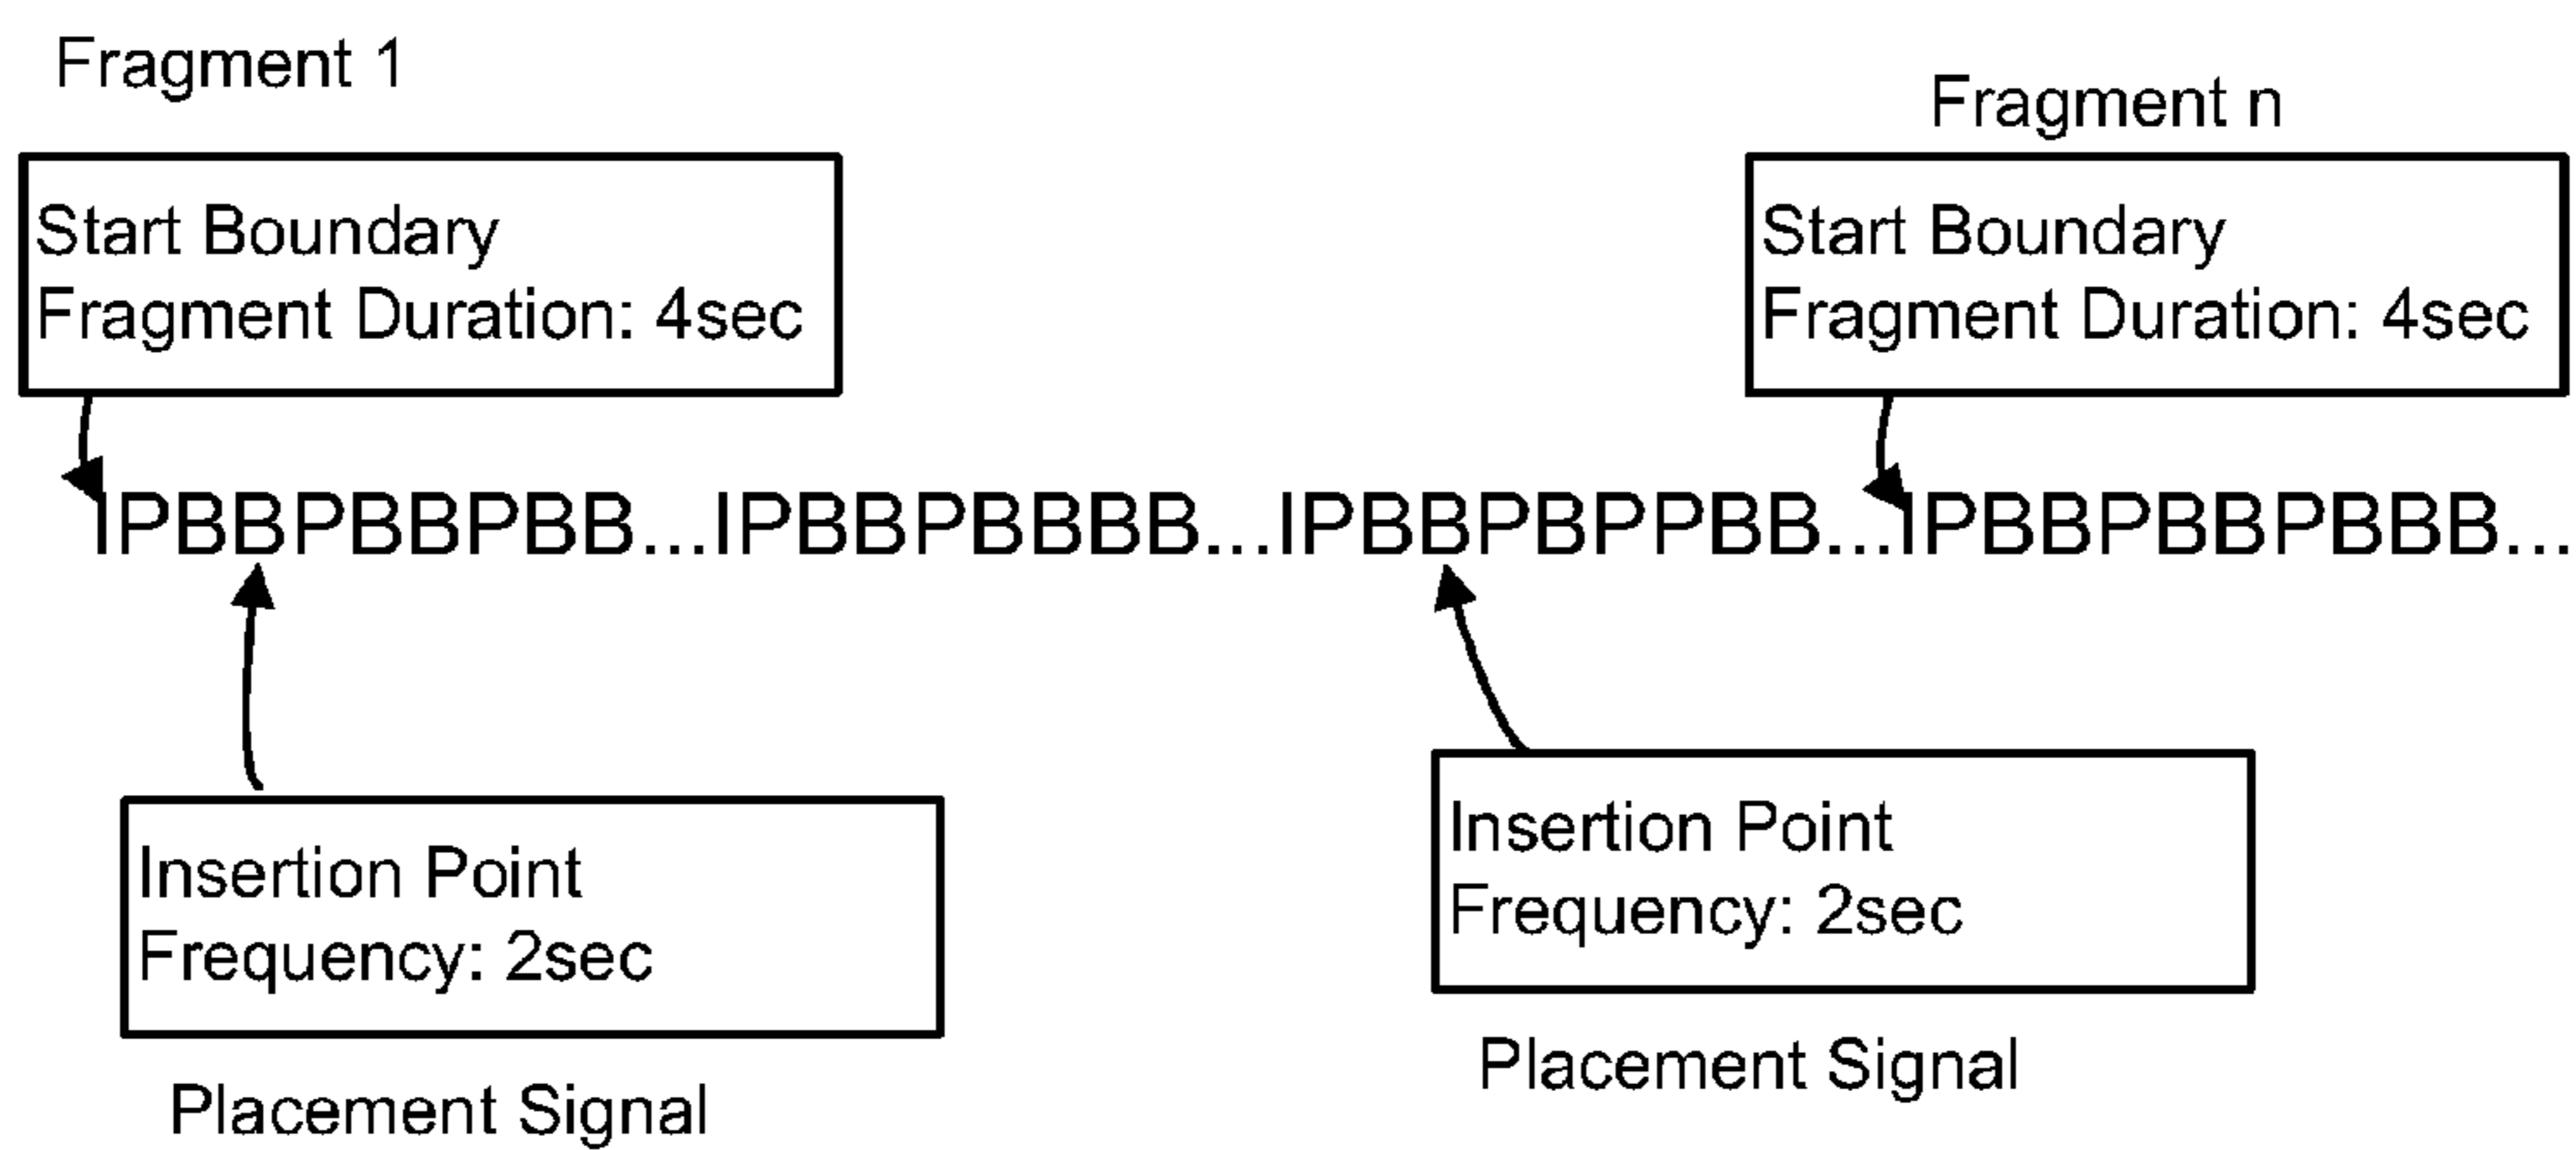 Fragment 1
Fragment n
Start Boundary
Fragment Duration: 4sec
Start Boundary
Fragment Duration: 4sec
IPBBPBBPBB...IPBBPBBBB...IPBBPBPPBB...IPBBPBBPBBB...
Insertion Point
Frequency: 2sec
Placement Signal
Insertion Point
Frequency: 2sec
Placement Signal